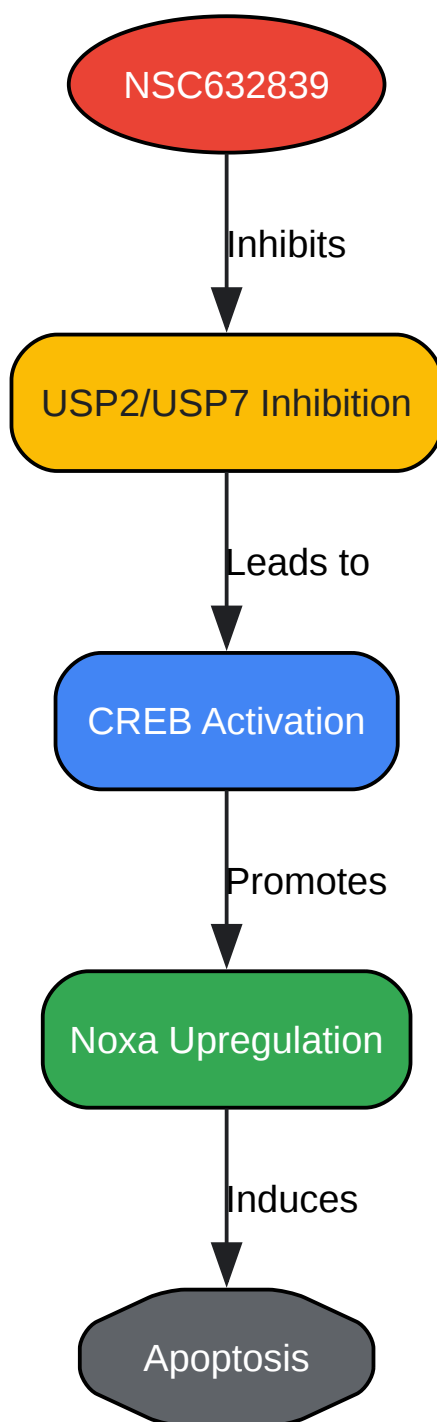 NSC632839
Inhibits
USP2/USP7 Inhibition
Leads to
CREB Activation
Promotes
Noxa Upregulation
Induces
Apoptosis